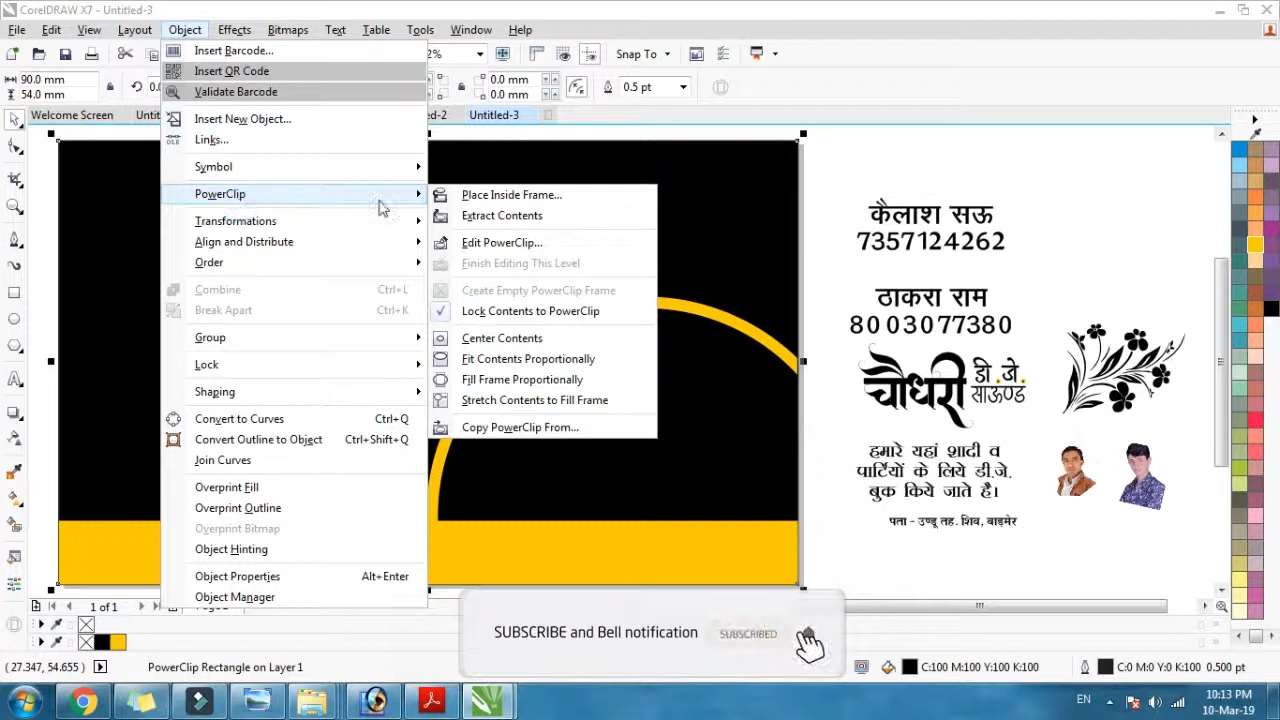 CorelDRAW X7 - Untitled-3
File Edit View Layout Object Effects Bitmaps Text Table Tools Window Help
2% Snap To
90.0 mm
54.0 mm
0.0
0.0 mm
0.0 mm
0.5 pt
Welcome Screen
d-2
Untitled-3
Insert Barcode...
Insert QR Code
Validate Barcode
Insert New Object...
Links...
Symbol
PowerClip
Transformations
Align and Distribute
Order
Combine Ctrl+L
Break Apart Ctrl+K
Group
Lock
Shaping
Convert to Curves Ctrl+Q
Convert Outline to Object Ctrl+Shift+Q
Join Curves
Overprint Fill
Overprint Outline
Overprint Bitmap
Object Hinting
Object Properties Alt+Enter
Object Manager
Place Inside Frame...
Extract Contents
Edit PowerClip...
Finish Editing This Level
Create Empty PowerClip Frame
Lock Contents to PowerClip
Center Contents
Fit Contents Proportionally
Fill Frame Proportionally
Stretch Contents to Fill Frame
Copy PowerClip From...
कैलाश सऊ
7357124262
ठाकरा राम
8003077380
चौधरी डी.जे.
साऊण्ड
हमारे यहां शादी व
पार्टियों के लिये डी.जे.
बुक किये जाते है।
पता - उण्डू तह. शिव, बाड़मेर
1 of 1
SUBSCRIBE and Bell notification SUBSCRIBED
(27.347, 54.655) PowerClip Rectangle on Layer 1
C:100 M:100 Y:100 K:100
C:0 M:0 Y:0 K:100 0.500 pt
EN
10:13 PM
10-Mar-19